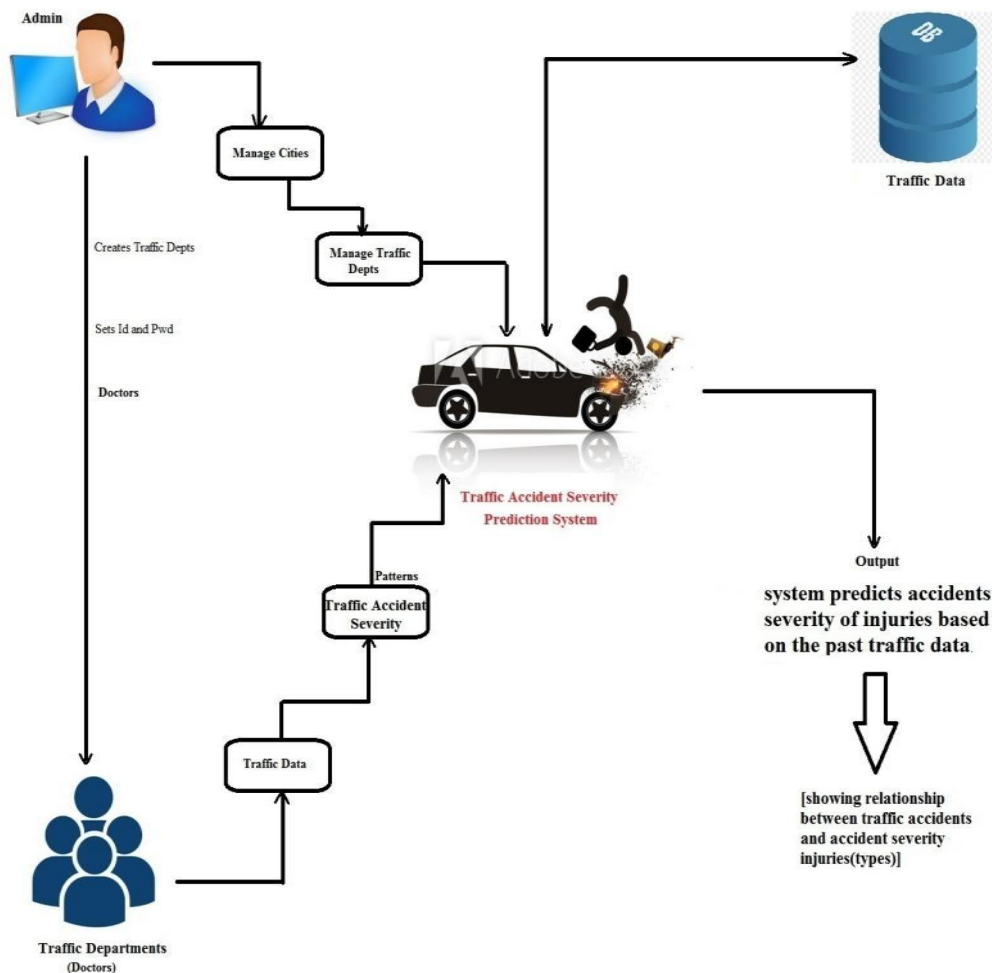 Admin
DB
Traffic Data
Manage Cities
Manage Traffic
Depts
Creates Traffic Depts
Sets Id and Pwd
Doctors
Traffic Accident Severity
Prediction System
Patterns
Traffic Accident
Severity
Traffic Data
Output
system predicts accidents
severity of injuries based
on the past traffic data.
[showing relationship
between traffic accidents
and accident severity
injuries(types)]
Traffic Departments
(Doctors)